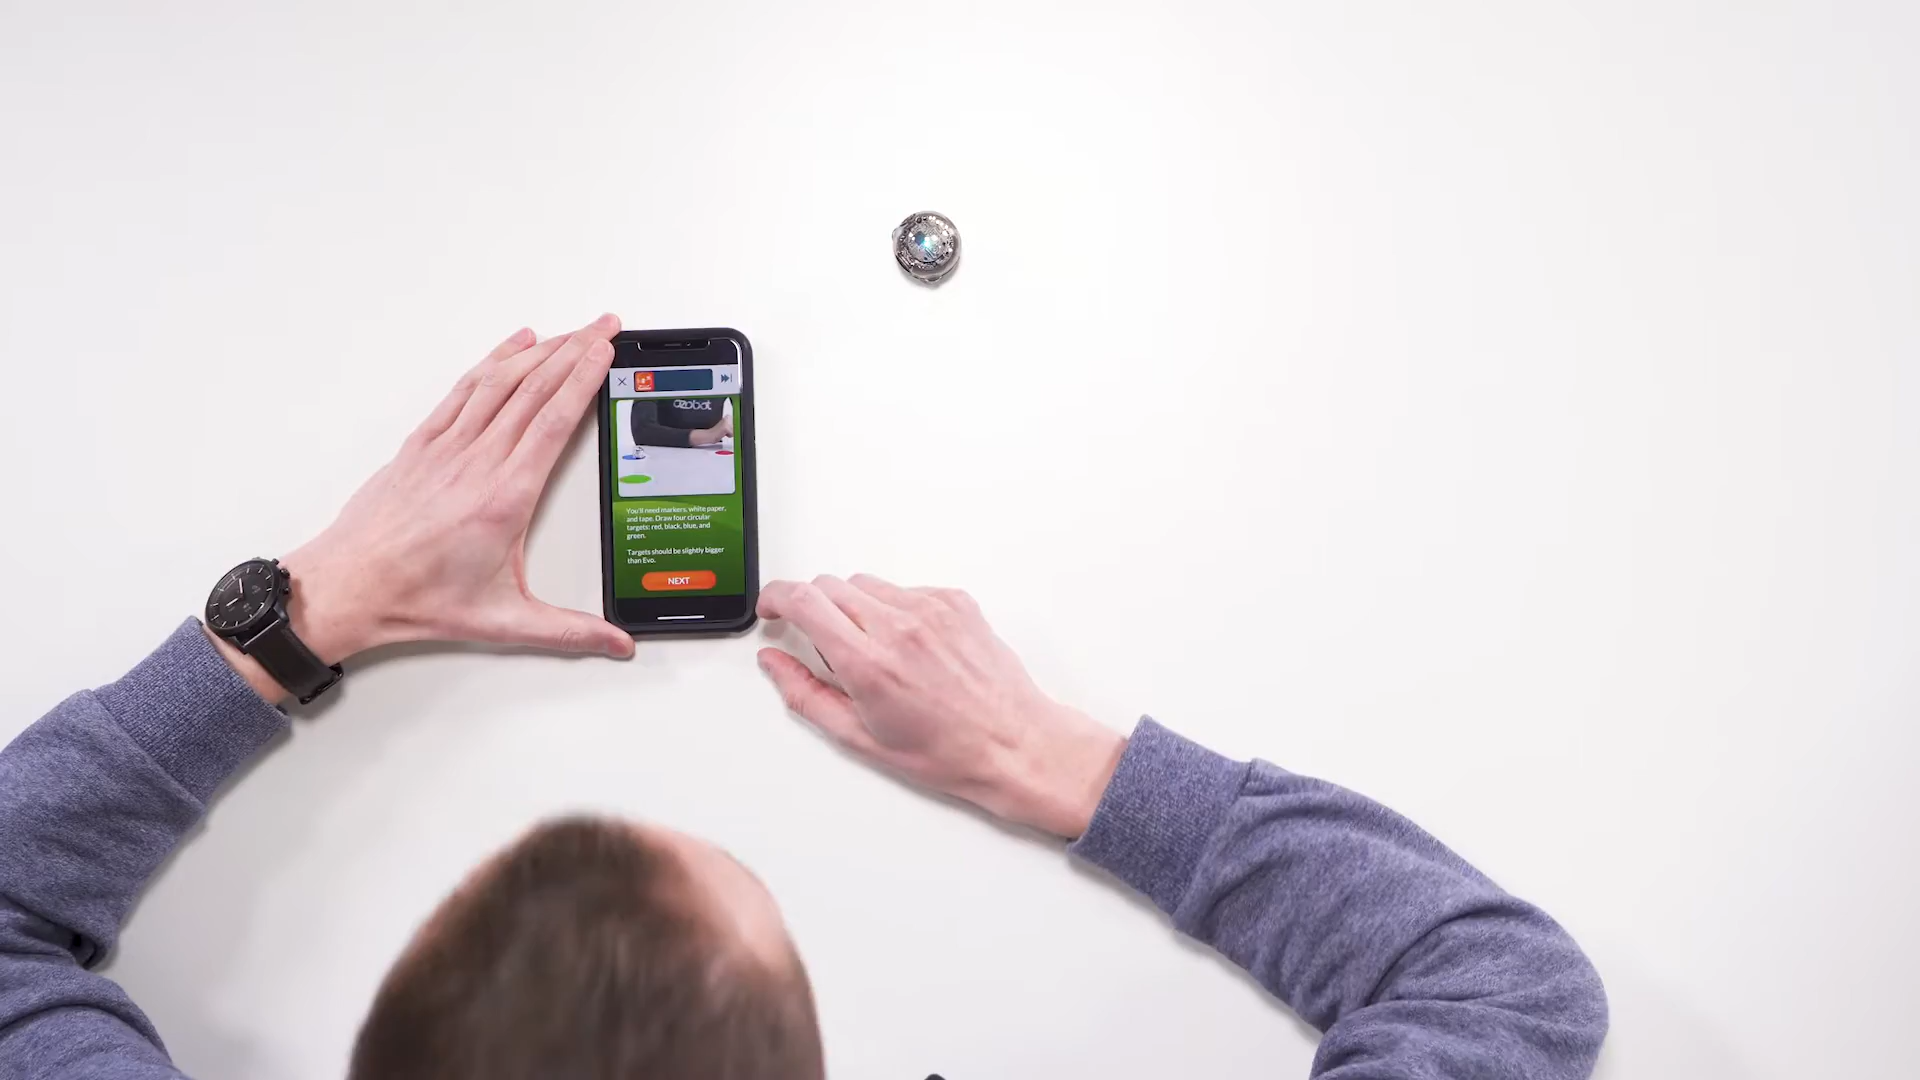 ozobot
You'll need markers, white paper,
and tape. Draw four circular
targets: red, black, blue, and
green.
Targets should be slightly bigger
than Evo.
NEXT